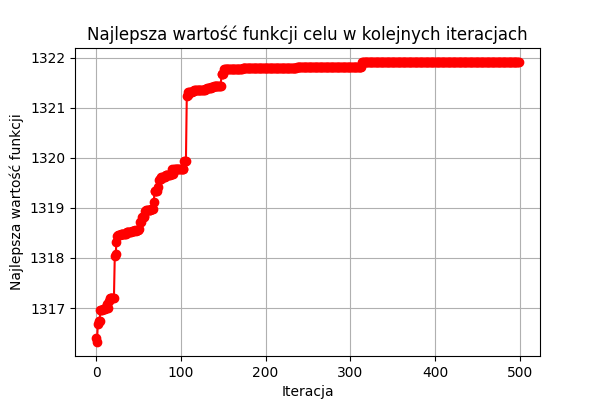 Najlepsza wartość funkcji celu w kolejnych iteracjach
Najlepsza wartość funkcji
1322
1321
1320
1319
1318
1317
0 100 200 300 400 500
Iteracja